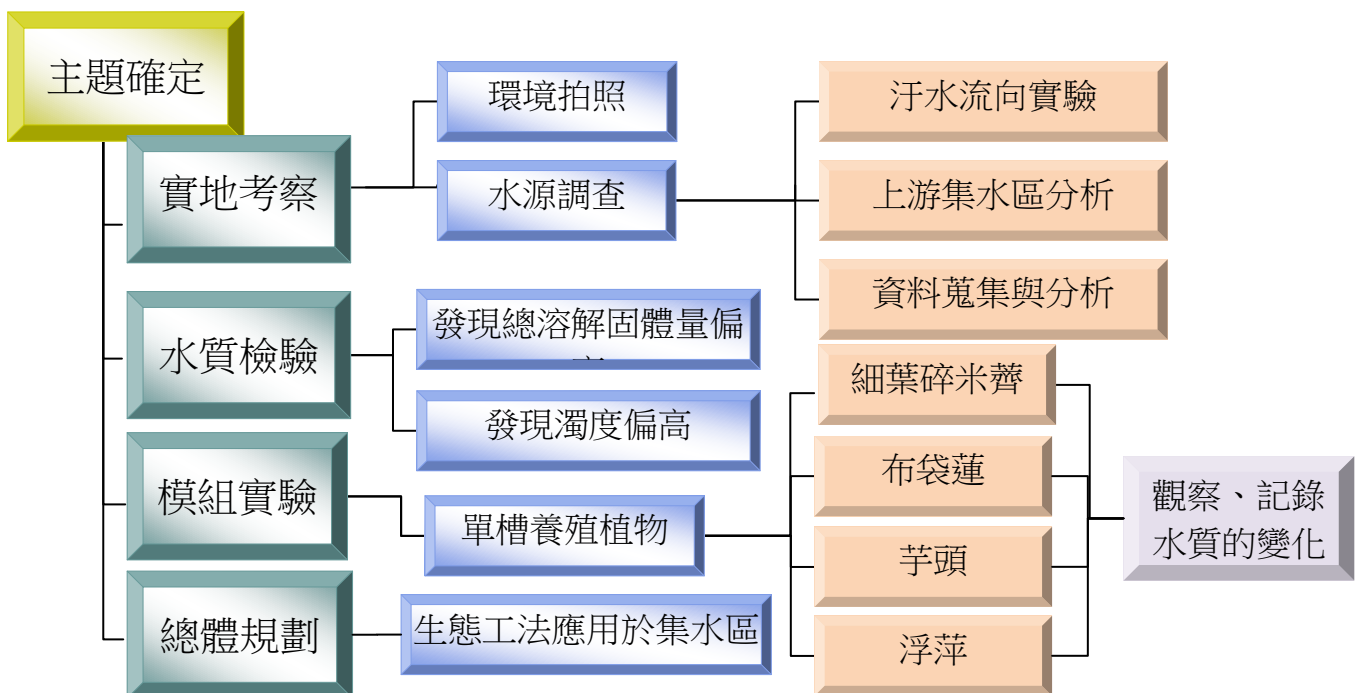 主題確定
實地考察
環境拍照
水源調查
汙水流向實驗
上游集水區分析
資料蒐集與分析
水質檢驗
發現總溶解固體量偏
發現濁度偏高
模組實驗
單槽養殖植物
細葉碎米薺
布袋蓮
芋頭
浮萍
觀察、記錄
水質的變化
總體規劃
生態工法應用於集水區